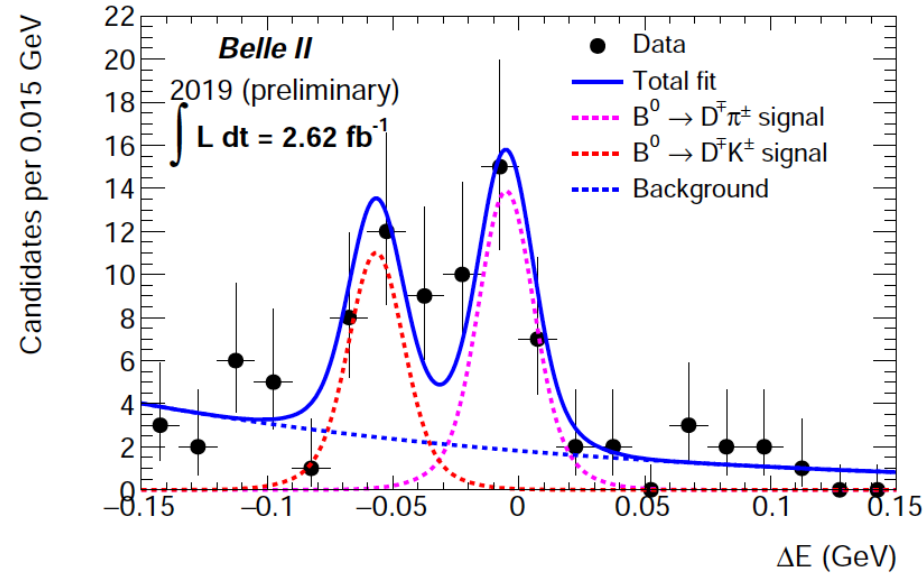 Candidates per 0.015 GeV
22
20
18
16
14
12
10
8
6
4
2
0
Belle II
2019 (preliminary)
∫ L dt = 2.62 fb⁻¹
Data
Total fit
B⁰ → D∓π± signal
B⁰ → D∓K± signal
Background
−0.15 −0.1 −0.05 0 0.05 0.1 0.15
ΔE (GeV)